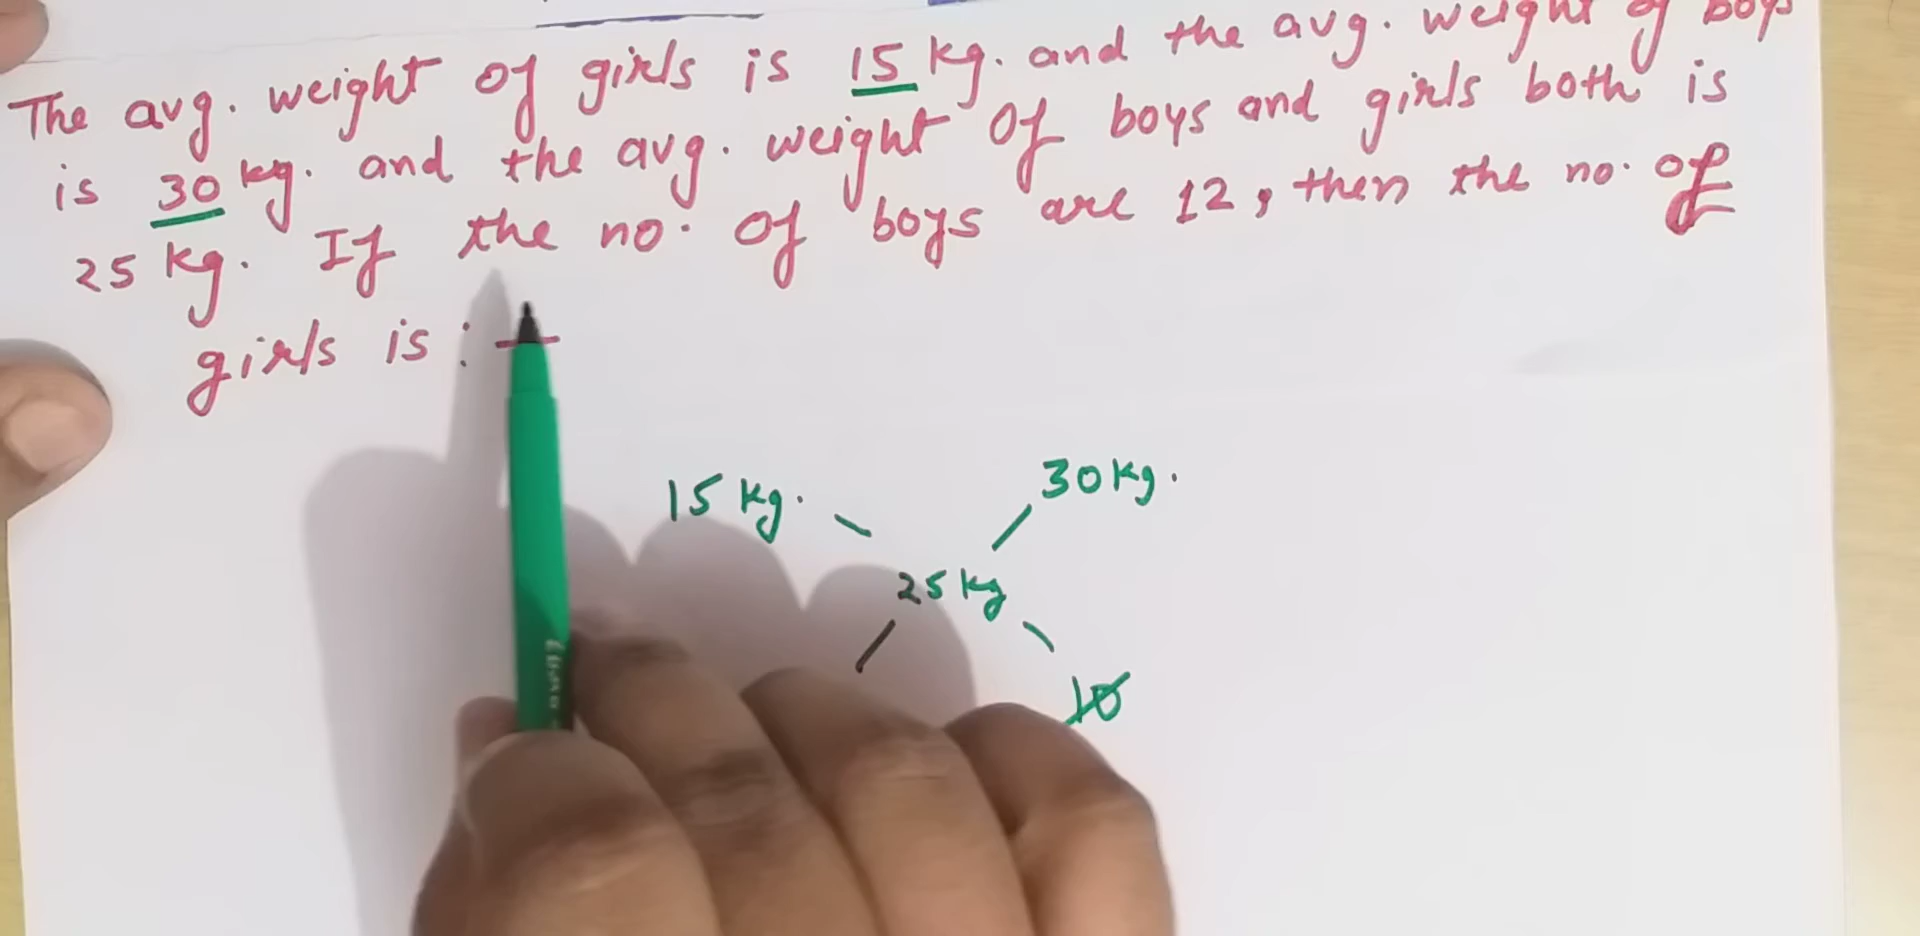 The avg. weight of girls is 15 kg. and the avg. weight of boys
is 30 kg. and the avg. weight of boys and girls both is
25 kg. If the no. of boys are 12, then the no. of
girls is : —
15 kg. 30 kg.
25 kg
10